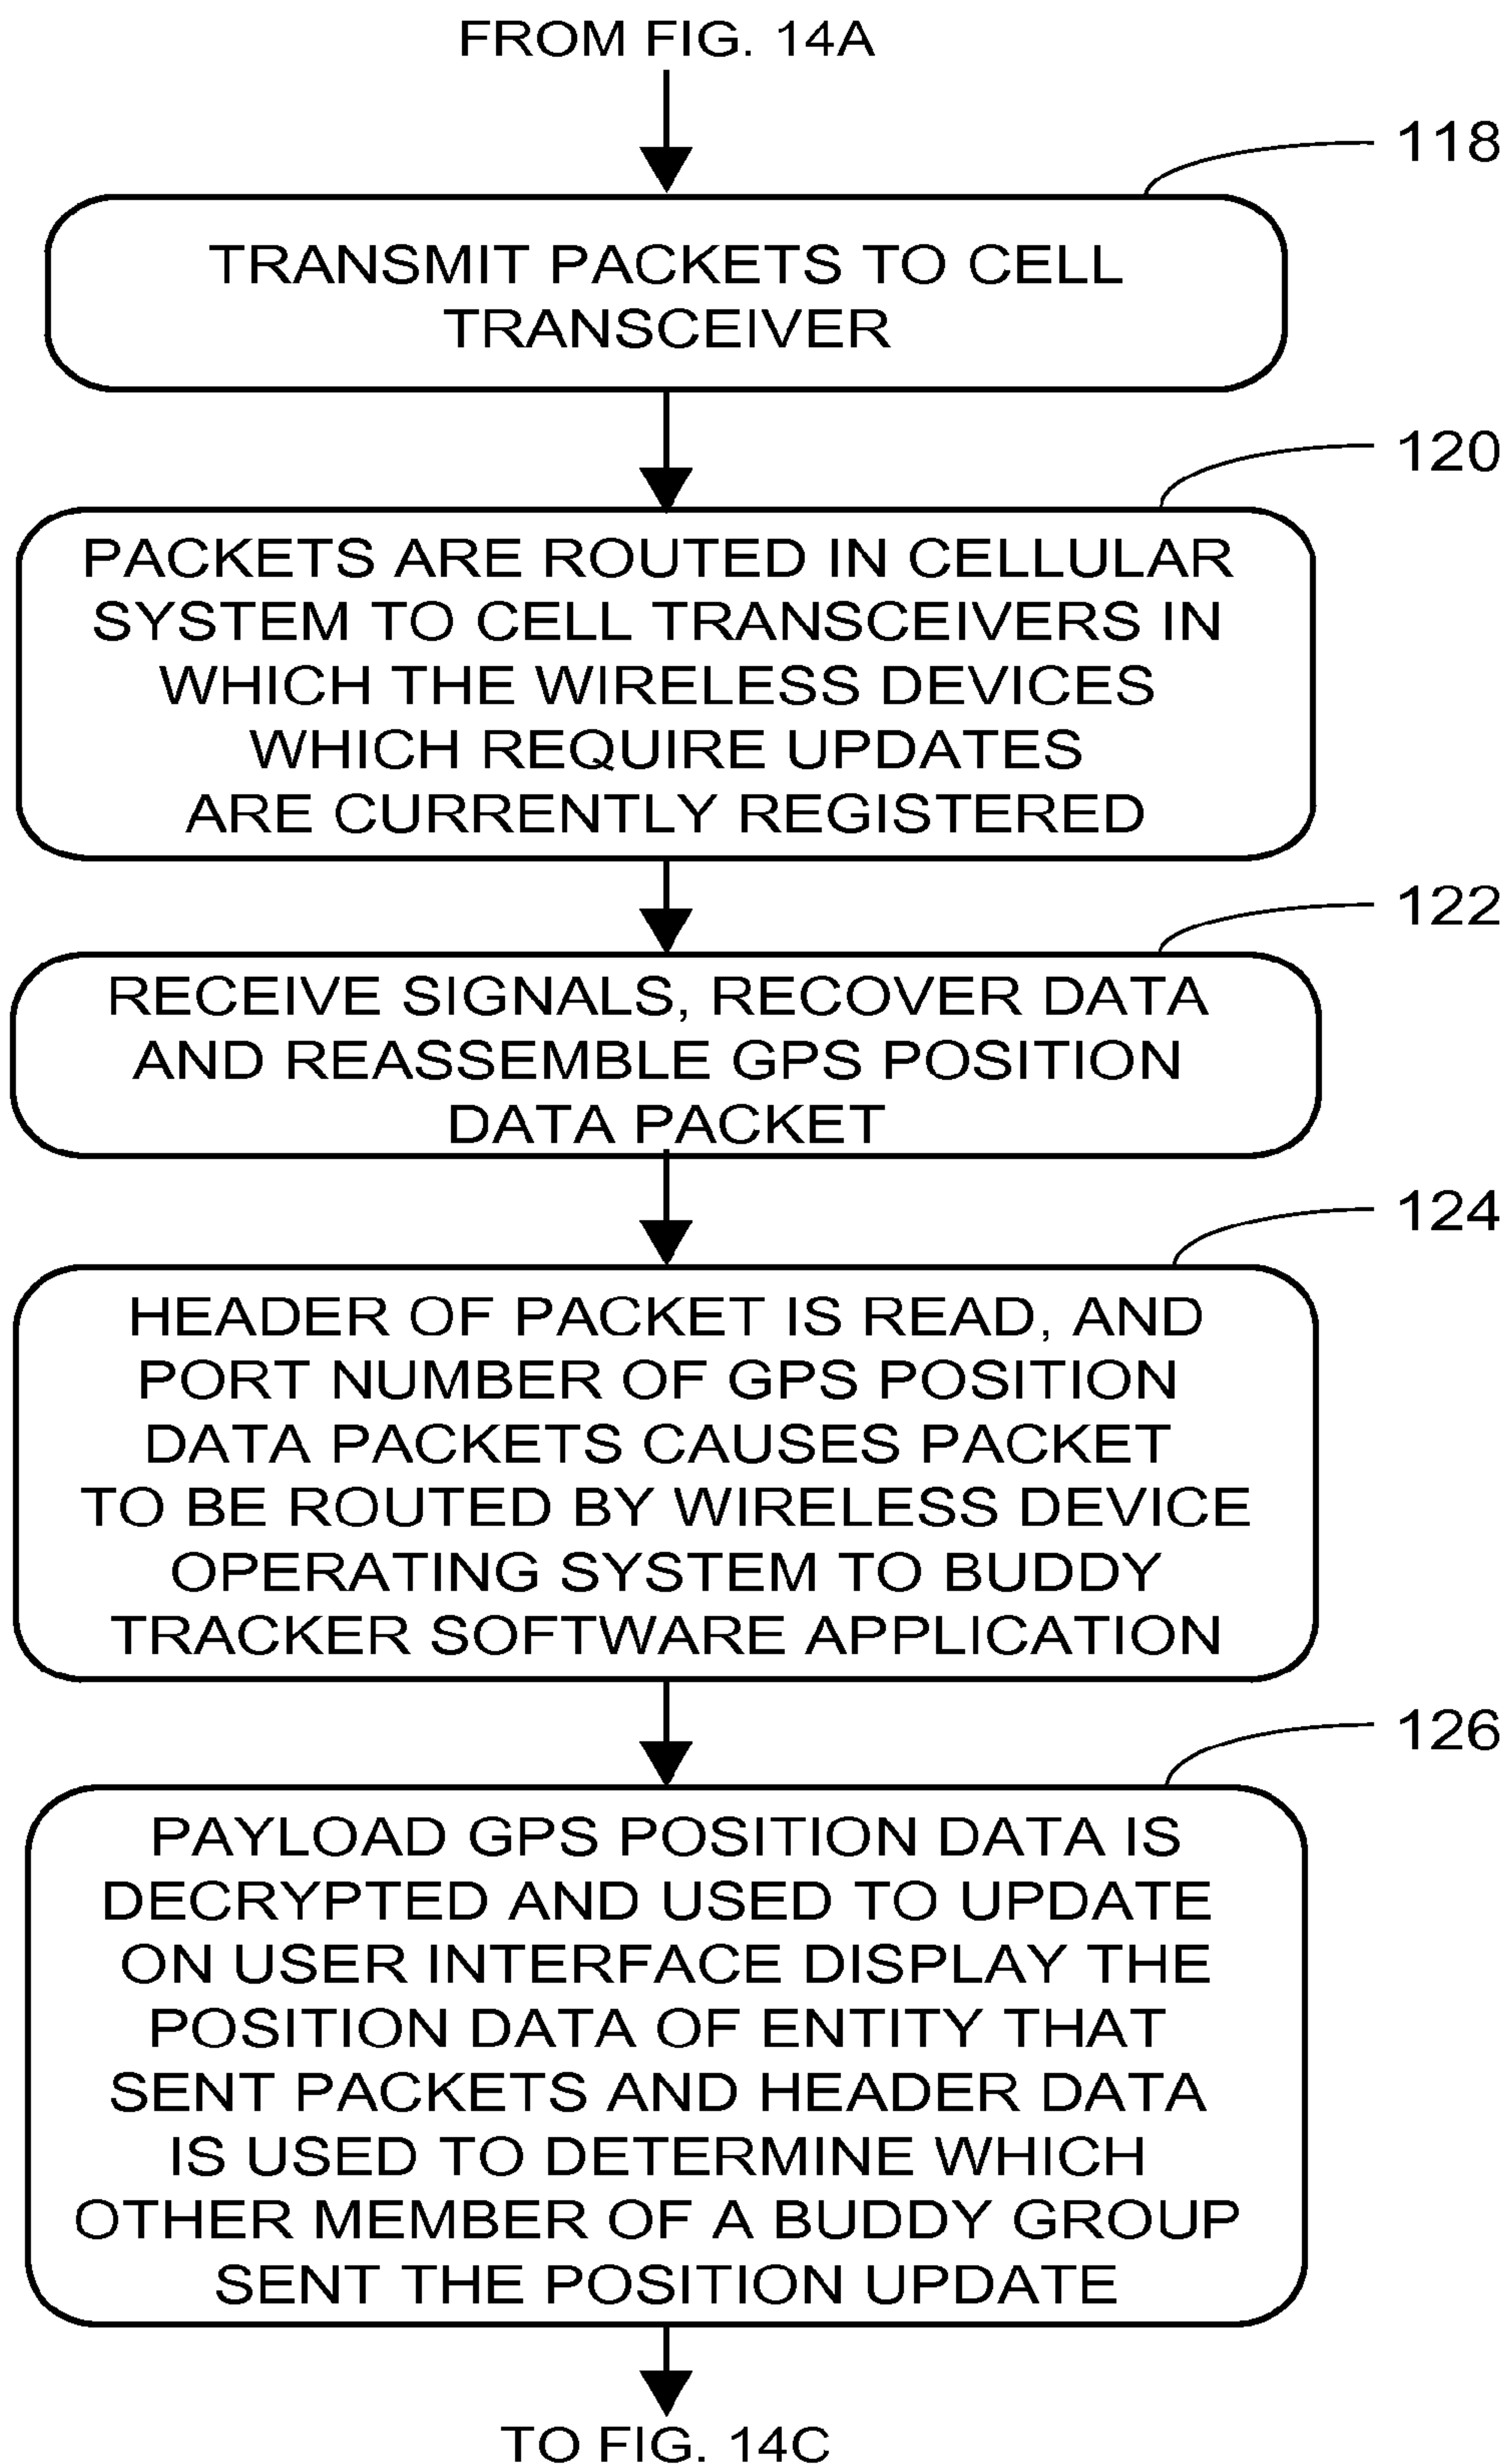 FROM FIG. 14A
118
TRANSMIT PACKETS TO CELL
TRANSCEIVER
120
PACKETS ARE ROUTED IN CELLULAR
SYSTEM TO CELL TRANSCEIVERS IN
WHICH THE WIRELESS DEVICES
WHICH REQUIRE UPDATES
ARE CURRENTLY REGISTERED
122
RECEIVE SIGNALS, RECOVER DATA
AND REASSEMBLE GPS POSITION
DATA PACKET
124
HEADER OF PACKET IS READ, AND
PORT NUMBER OF GPS POSITION
DATA PACKETS CAUSES PACKET
TO BE ROUTED BY WIRELESS DEVICE
OPERATING SYSTEM TO BUDDY
TRACKER SOFTWARE APPLICATION
126
PAYLOAD GPS POSITION DATA IS
DECRYPTED AND USED TO UPDATE
ON USER INTERFACE DISPLAY THE
POSITION DATA OF ENTITY THAT
SENT PACKETS AND HEADER DATA
IS USED TO DETERMINE WHICH
OTHER MEMBER OF A BUDDY GROUP
SENT THE POSITION UPDATE
TO FIG. 14C